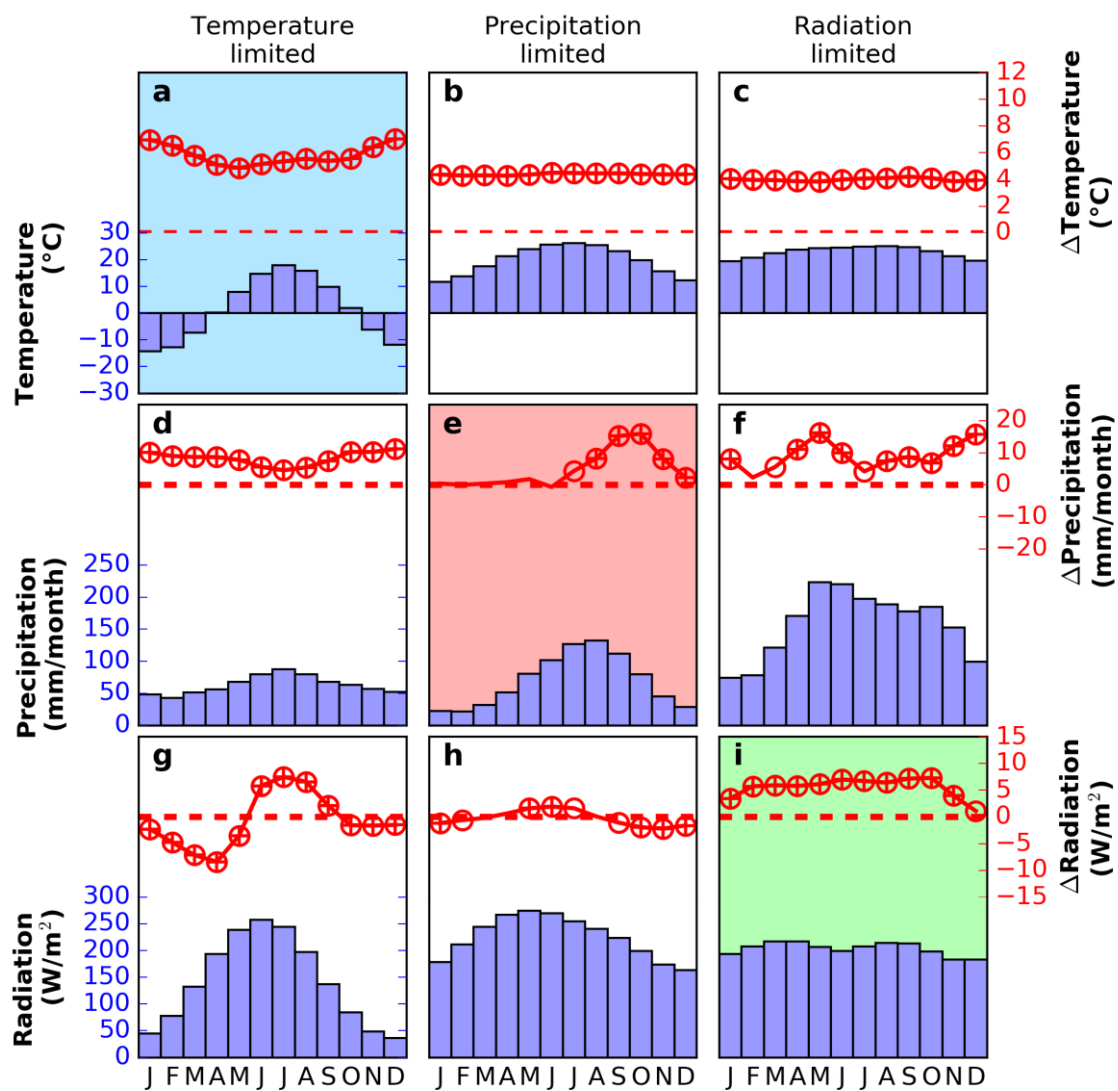 Temperature
limited
Precipitation
limited
Radiation
limited
a
b
c
12
10
8
6
4
2
0
ΔTemperature
(°C)
Temperature
(°C)
30
20
10
0
−10
−20
−30
d
e
f
20
10
0
−10
−20
ΔPrecipitation
(mm/month)
Precipitation
(mm/month)
250
200
150
100
50
0
g
h
i
15
10
5
0
−5
−10
−15
ΔRadiation
(W/m²)
Radiation
(W/m²)
300
250
200
150
100
50
0
J F M A M J J A S O N D
J F M A M J J A S O N D
J F M A M J J A S O N D